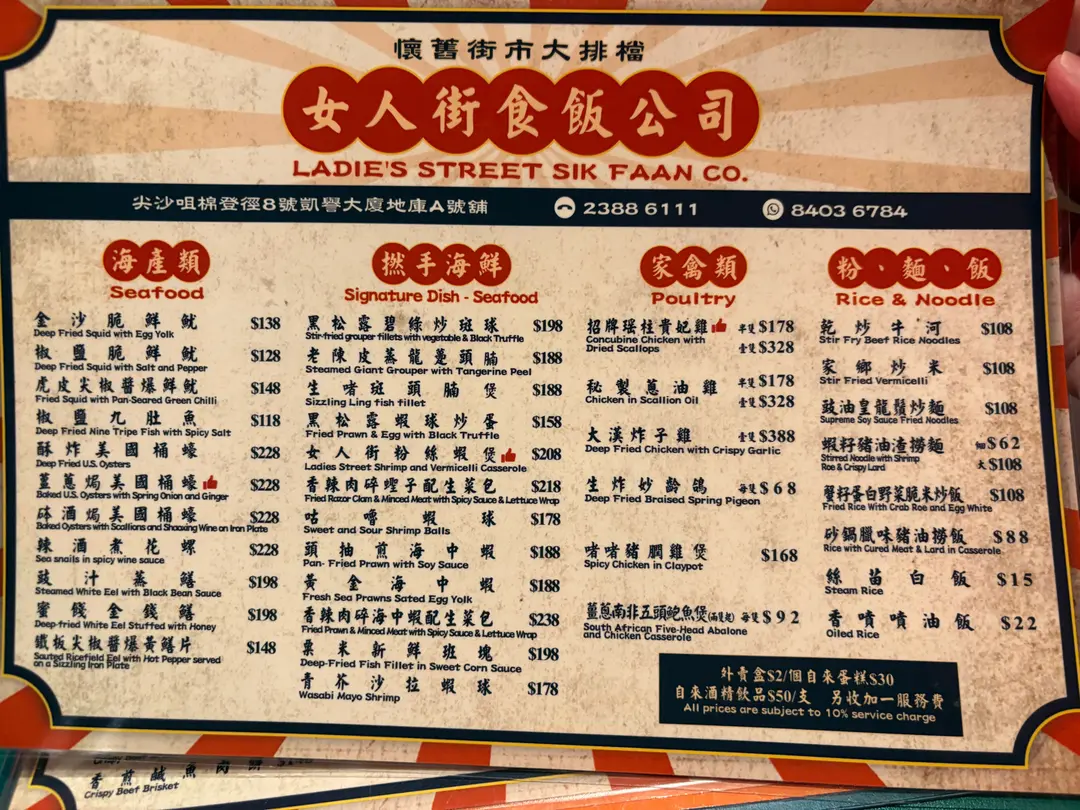 懷舊街市大排檔
女人街食飯公司
LADIE'S STREET SIK FAAN CO.
尖沙咀棉登徑8號凱譽大廈地庫A號舖 2388 6111 8403 6784
海產類
Seafood
金沙脆鮮魷 $138
Deep Fried Squid with Egg Yolk
椒鹽脆鮮魷 $128
Deep Fried Squid with Salt and Pepper
虎皮尖椒醬爆鮮魷 $148
Fried Squid with Pan-Seared Green Chilli
椒鹽九肚魚 $118
Deep Fried Nine Tripe Fish with Spicy Salt
酥炸美國桶蠔 $228
Deep Fried U.S. Oysters
薑蔥焗美國桶蠔 $228
Baked U.S. Oysters with Spring Onion and Ginger
砵酒焗美國桶蠔 $228
Baked Oysters with Scallions and Shaoxing Wine on Iron Plate
辣酒煮花螺 $228
Sea snails in spicy wine sauce
豉汁蒸鱔 $198
Steamed White Eel with Black Bean Sauce
蜜餞金錢鱔 $198
Deep-fried White Eel Stuffed with Honey
鐵板尖椒醬爆黃鱔片 $148
Sauted Ricefield Eel with Hot Pepper served
on a Sizzling Iron Plate
撚手海鮮
Signature Dish - Seafood
黑松露碧綠炒斑球 $198
Stir-fried grouper fillets with vegetable & Black Truffle
老陳皮蒸龍躉頭腩 $188
Steamed Giant Grouper with Tangerine Peel
生啫斑頭腩煲 $188
Sizzling Ling fish fillet
黑松露蝦球炒蛋 $158
Fried Prawn & Egg with Black Truffle
女人街粉絲蝦煲 $208
Ladies Street Shrimp and Vermicelli Casserole
香辣肉碎蟶子配生菜包 $218
Fried Razor Clam & Minced Meat with Spicy Sauce & Lettuce Wrap
咕嚕蝦球 $178
Sweet and Sour Shrimp Balls
頭抽煎海中蝦 $188
Pan- Fried Prawn with Soy Sauce
黃金海中蝦 $188
Fresh Sea Prawns Sated Egg Yolk
香辣肉碎海中蝦配生菜包 $238
Fried Prawn & Minced Meat with Spicy Sauce & Lettuce Wrap
粟米新鮮班塊 $198
Deep-Fried Fish Fillet in Sweet Corn Sauce
青芥沙拉蝦球 $178
Wasabi Mayo Shrimp
家禽類
Poultry
招牌瑤柱貴妃雞 半隻 $178
Concubine Chicken with
Dried Scallops 壹隻 $328
秘製蔥油雞 半隻 $178
Chicken in Scallion Oil 壹隻 $328
大漢炸子雞 壹隻 $388
Deep Fried Chicken with Crispy Garlic
生炸妙齡鴿 每隻 $68
Deep Fried Braised Spring Pigeon
啫啫豬膶雞煲 $168
Spicy Chicken in Claypot
薑蔥南非五頭鮑魚煲(兩隻起) 每隻 $92
South African Five-Head Abalone
and Chicken Casserole
粉、麵、飯
Rice & Noodle
乾炒牛河 $108
Stir Fry Beef Rice Noodles
家鄉炒米 $108
Stir Fried Vermicelli
豉油皇龍鬚炒麵 $108
Supreme Soy Sauce Fried Noodles
蝦籽豬油渣撈麵 細 $62
Stirred Noodle with Shrimp
Roe & Crispy Lard 大 $108
蟹籽蛋白野菜脆米炒飯 $108
Fried Rice with Crab Roe and Egg White
砂鍋臘味豬油撈飯 $88
Rice with Cured Meat & Lard in Casserole
絲苗白飯 $15
Steam Rice
香噴噴油飯 $22
Oiled Rice
外賣盒$2/個自來蛋糕$30
自來酒精飲品$50/支 另收加一服務費
All prices are subject to 10% service charge
香煎鹹魚肉餅
Crispy Beef Brisket